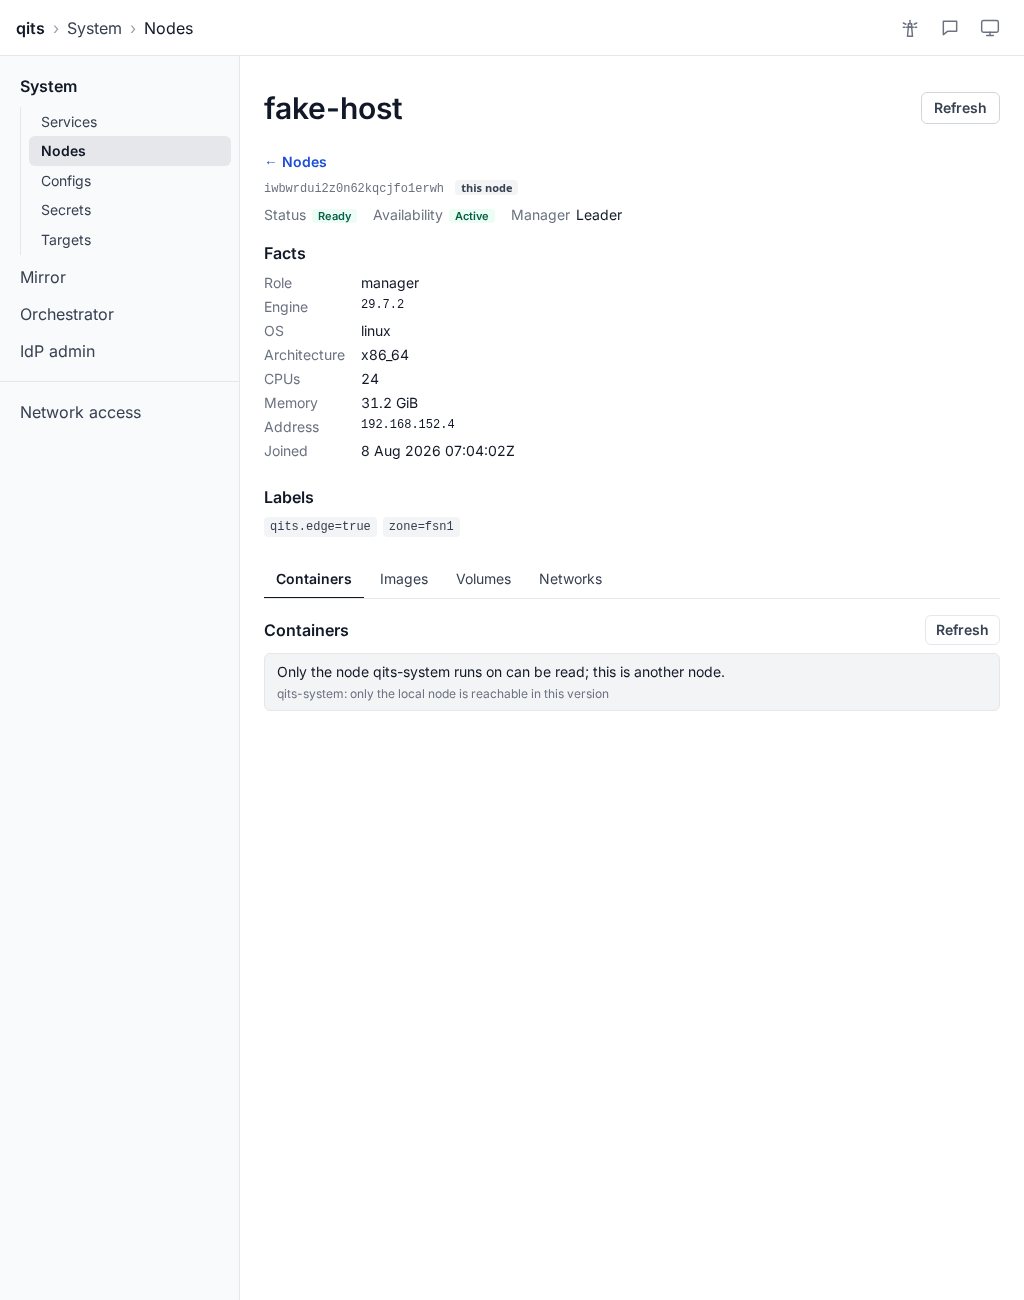 qits › System › Nodes
System
Services
Nodes
Configs
Secrets
Targets
Mirror
Orchestrator
IdP admin
Network access
fake-host
Refresh
← Nodes
iwbwrdui2z0n62kqcjfo1erwh this node
Status Ready Availability Active Manager Leader
Facts
Role manager
Engine 29.7.2
OS linux
Architecture x86_64
CPUs 24
Memory 31.2 GiB
Address 192.168.152.4
Joined 8 Aug 2026 07:04:02Z
Labels
qits.edge=true zone=fsn1
Containers Images Volumes Networks
Containers Refresh
Only the node qits-system runs on can be read; this is another node.
qits-system: only the local node is reachable in this version